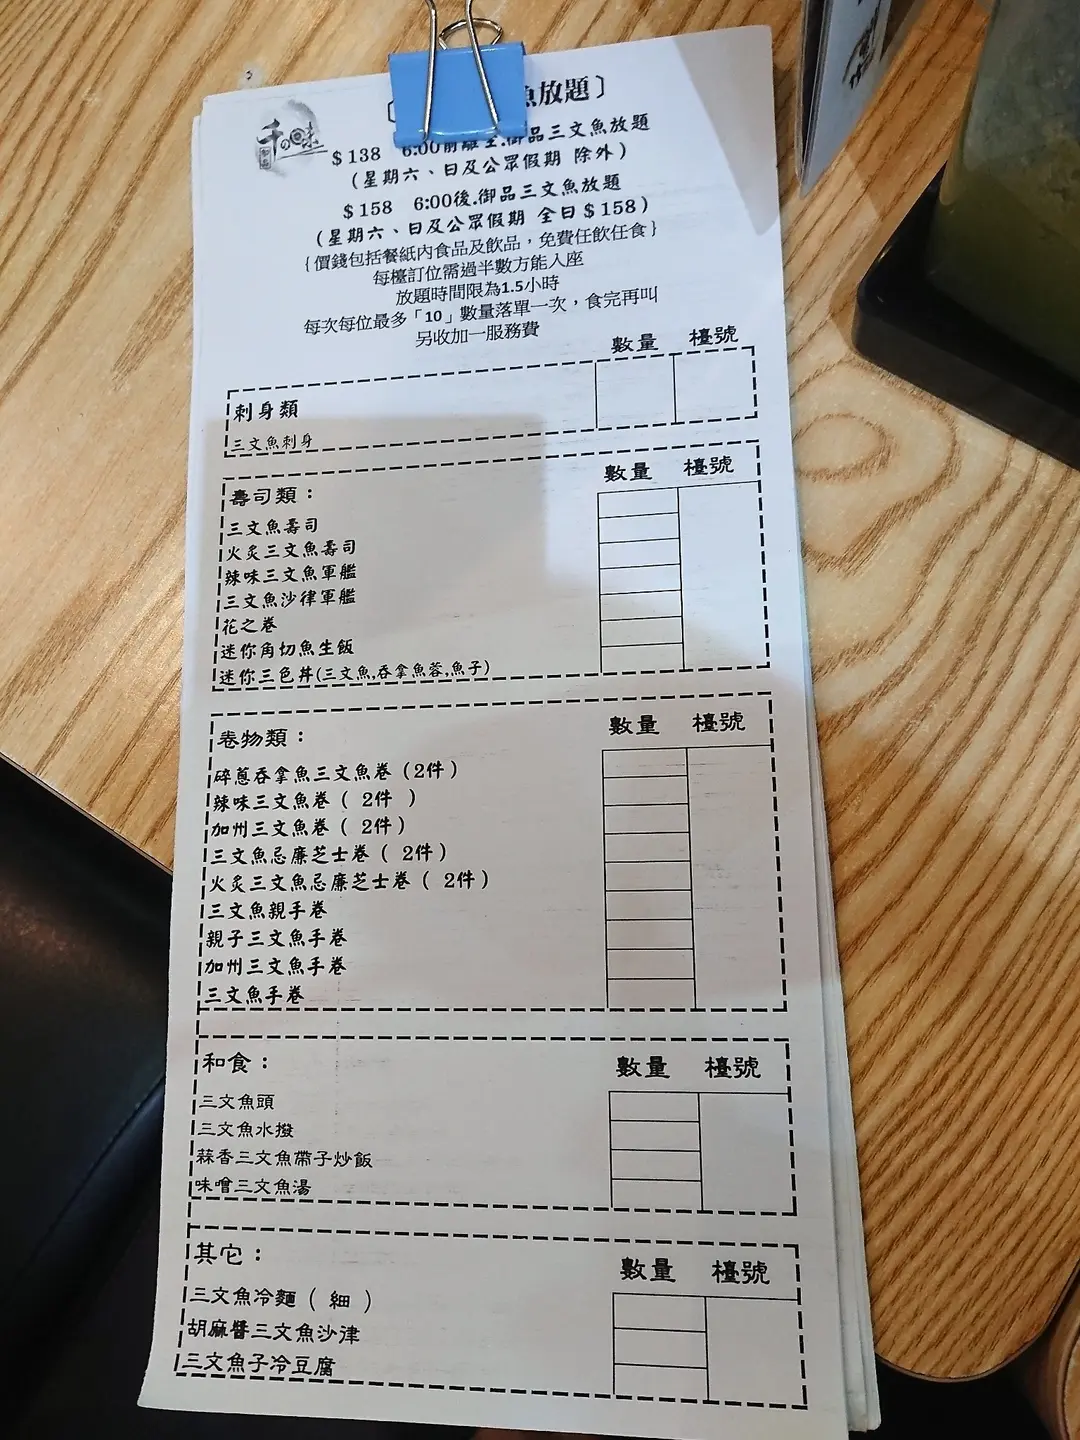 魚放題〕
千の味
$138 6:00前離座.御品三文魚放題
(星期六、日及公眾假期 除外)
$158 6:00後.御品三文魚放題
(星期六、日及公眾假期 全日$158)
{價錢包括餐紙內食品及飲品，免費任飲任食}
每檯訂位需過半數方能入座
放題時間限為1.5小時
每次每位最多「10」數量落單一次，食完再叫
另收加一服務費
數量 檯號
刺身類
三文魚刺身
數量 檯號
壽司類：
三文魚壽司
火炙三文魚壽司
辣味三文魚軍艦
三文魚沙律軍艦
花之卷
迷你角切魚生飯
迷你三色丼(三文魚,吞拿魚蓉,魚子)
數量 檯號
卷物類：
碎蔥吞拿魚三文魚卷（2件）
辣味三文魚卷（ 2件 ）
加州三文魚卷（ 2件）
三文魚忌廉芝士卷（ 2件）
火炙三文魚忌廉芝士卷（ 2件）
三文魚親手卷
親子三文魚手卷
加州三文魚手卷
三文魚手卷
數量 檯號
和食：
三文魚頭
三文魚水撥
蒜香三文魚帶子炒飯
味噌三文魚湯
數量 檯號
其它：
三文魚冷麵（ 細 ）
胡麻醬三文魚沙津
三文魚子冷豆腐